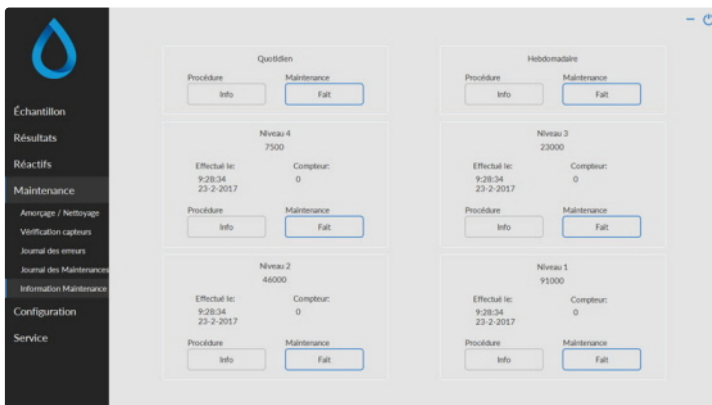 Échantillon
Résultats
Réactifs
Maintenance
Amorçage / Nettoyage
Vérification capteurs
Journal des erreurs
Journal des Maintenances
Information Maintenance
Configuration
Service
Quotidien
Procédure Maintenance
Info Fait
Hebdomadaire
Procédure Maintenance
Info Fait
Niveau 4
7500
Effectué le: Compteur:
9:28:34 0
23-2-2017
Procédure Maintenance
Info Fait
Niveau 3
23000
Effectué le: Compteur:
9:28:34 0
23-2-2017
Procédure Maintenance
Info Fait
Niveau 2
46000
Effectué le: Compteur:
9:28:34 0
23-2-2017
Procédure Maintenance
Info Fait
Niveau 1
91000
Effectué le: Compteur:
9:28:34 0
23-2-2017
Procédure Maintenance
Info Fait